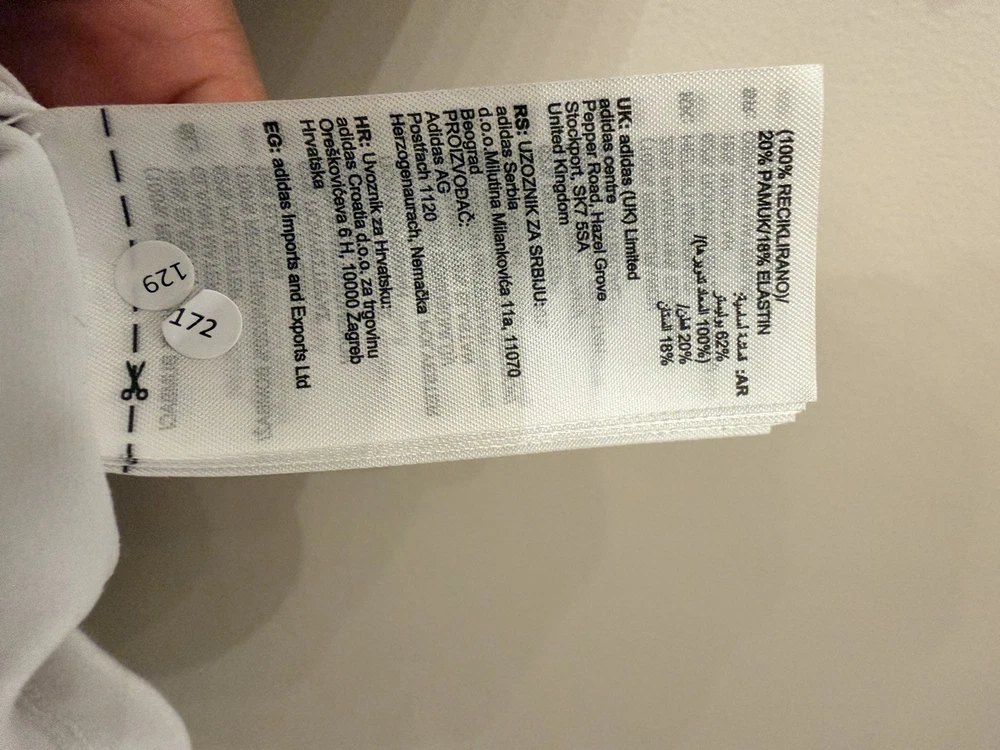 (100% RECIKLIRANO)/
20% PAMUK/18% ELASTIN
AR:
62%
(100%
20%
18%
UK: adidas (UK) Limited
adidas centre
Pepper Road, Hazel Grove
Stockport. SK7 5SA
United Kingdom
RS: UZOZNIK ZA SRBIJU:
adidas Serbia
d.o.o.Milutina Milankovića 11a, 11070
Beograd
PROIZVOĐAČ:
Adidas AG
Postfach 1120
Herzogenaurach, Nemačka
HR: Uvoznik za Hrvatsku:
adidas Croatia d.o.o. za trgovinu
Oreškovićeva 6 H, 10000 Zagreb
Hrvatska
EG: adidas Imports and Exports Ltd
129
172